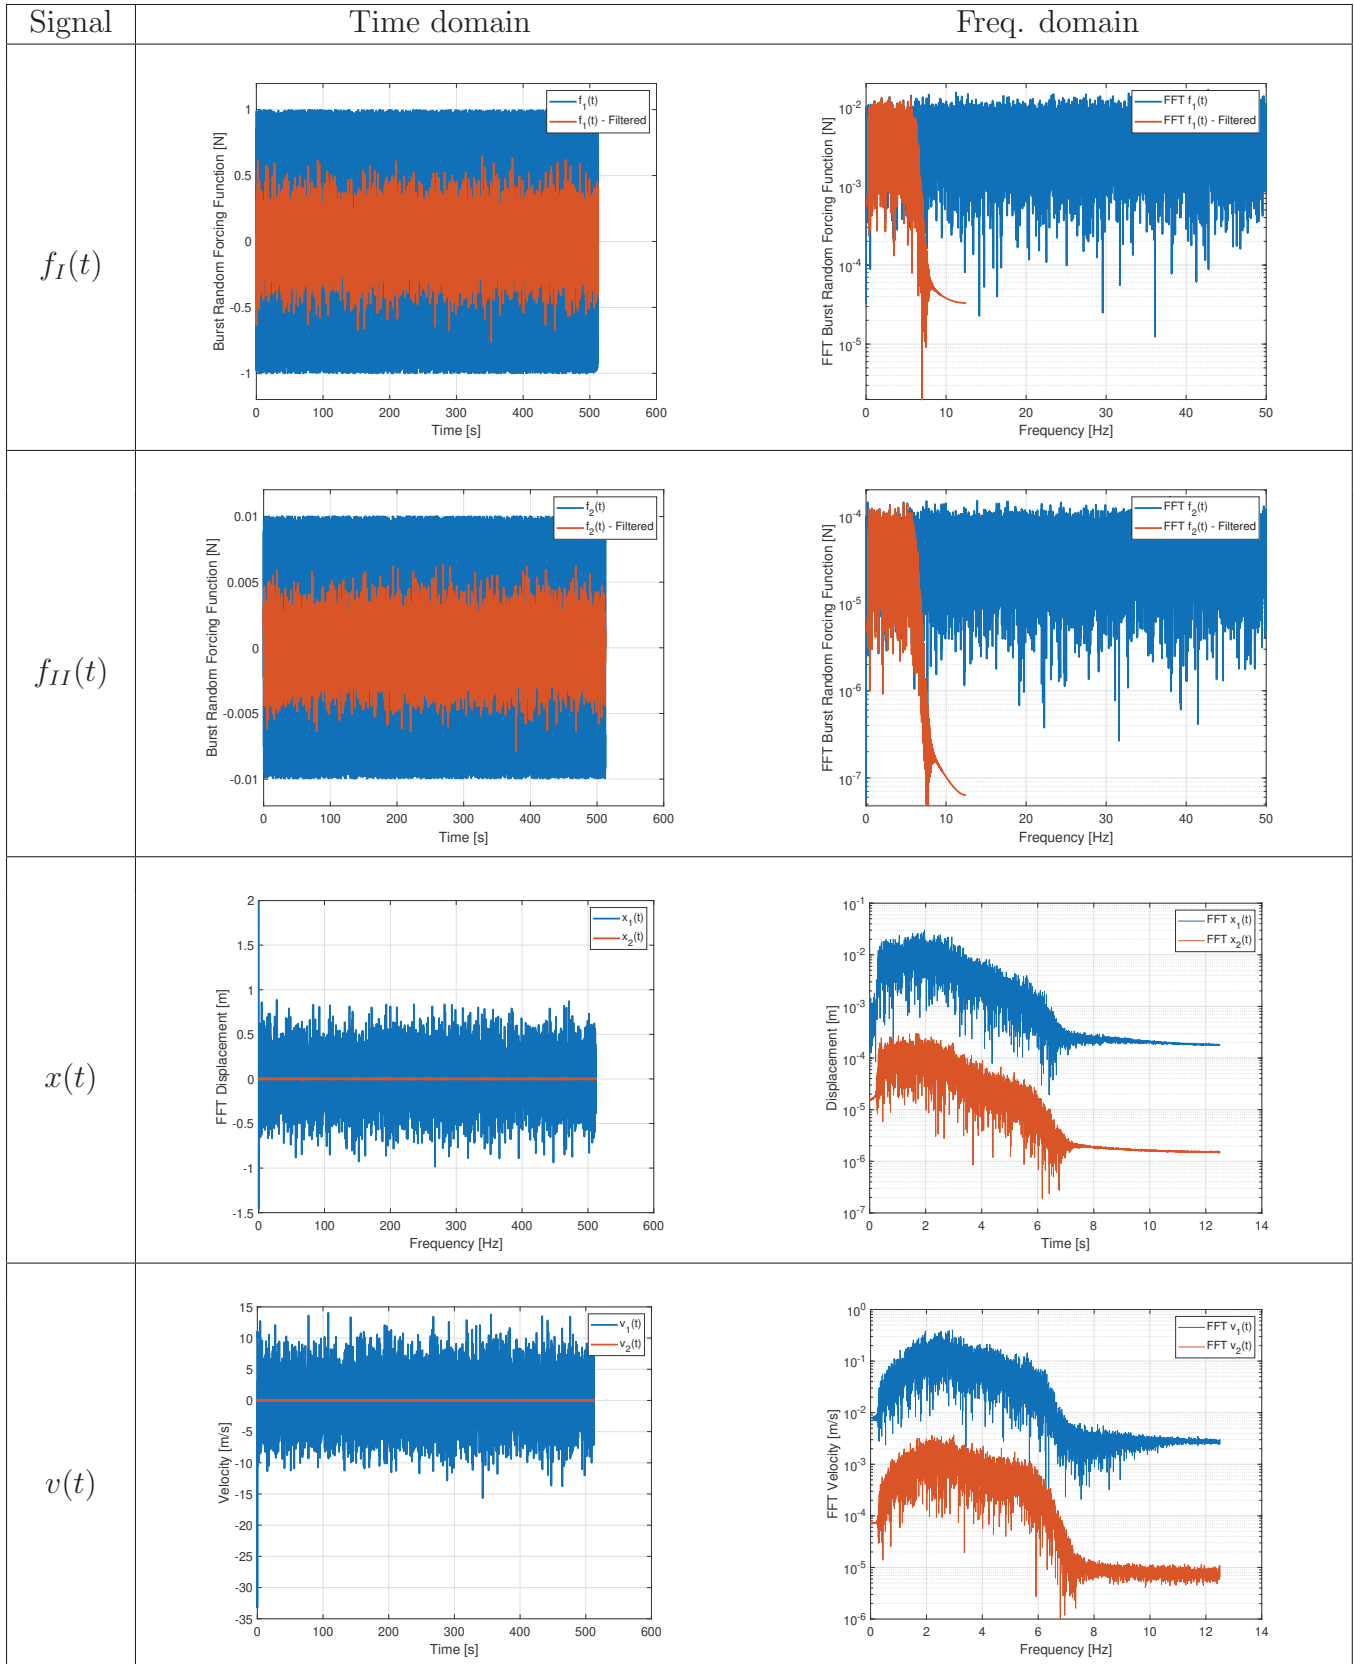 Signal Time domain Freq. domain
f_I(t)
f_1(t)
f_1(t) - Filtered
1
0.5
0
-0.5
-1
Burst Random Forcing Function [N]
0 100 200 300 400 500 600
Time [s]
FFT f_1(t)
FFT f_1(t) - Filtered
10^-2
10^-3
10^-4
10^-5
FFT Burst Random Forcing Function [N]
0 10 20 30 40 50
Frequency [Hz]
f_II(t)
f_2(t)
f_2(t) - Filtered
0.01
0.005
0
-0.005
-0.01
Burst Random Forcing Function [N]
0 100 200 300 400 500 600
Time [s]
FFT f_2(t)
FFT f_2(t) - Filtered
10^-4
10^-5
10^-6
10^-7
FFT Burst Random Forcing Function [N]
0 10 20 30 40 50
Frequency [Hz]
x(t)
x_1(t)
x_2(t)
2
1.5
1
0.5
0
-0.5
-1
-1.5
FFT Displacement [m]
0 100 200 300 400 500 600
Frequency [Hz]
FFT x_1(t)
FFT x_2(t)
10^-1
10^-2
10^-3
10^-4
10^-5
10^-6
10^-7
Displacement [m]
0 2 4 6 8 10 12 14
Time [s]
v(t)
v_1(t)
v_2(t)
15
10
5
0
-5
-10
-15
-20
-25
-30
-35
Velocity [m/s]
0 100 200 300 400 500 600
Time [s]
FFT v_1(t)
FFT v_2(t)
10^0
10^-1
10^-2
10^-3
10^-4
10^-5
10^-6
FFT Velocity [m/s]
0 2 4 6 8 10 12 14
Frequency [Hz]